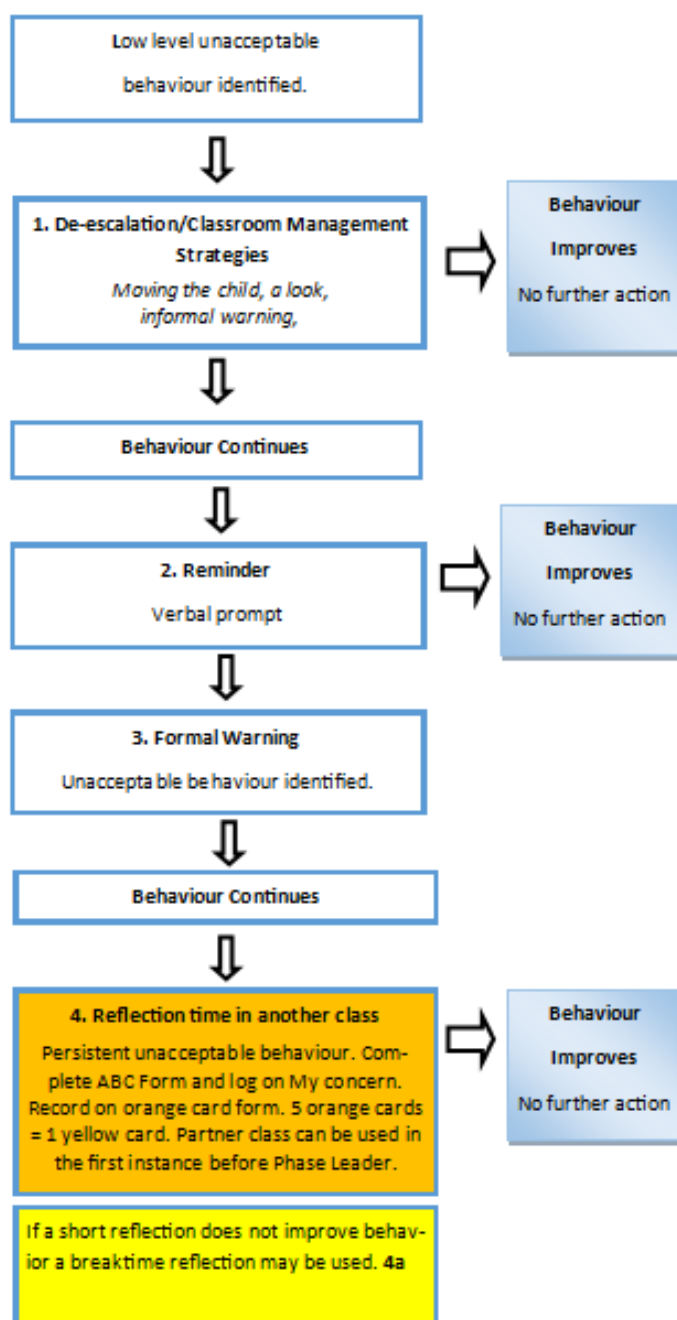 Low level unacceptable
behaviour identified.
1. De-escalation/Classroom Management
Strategies
Moving the child, a look,
informal warning,
Behaviour
Improves
No further action
Behaviour Continues
2. Reminder
Verbal prompt
Behaviour
Improves
No further action
3. Formal Warning
Unacceptable behaviour identified.
Behaviour Continues
4. Reflection time in another class
Persistent unacceptable behaviour. Com-
plete ABC Form and log on My concern.
Record on orange card form. 5 orange cards
= 1 yellow card. Partner class can be used in
the first instance before Phase Leader.
Behaviour
Improves
No further action
If a short reflection does not improve behav-
ior a breaktime reflection may be used. 4a